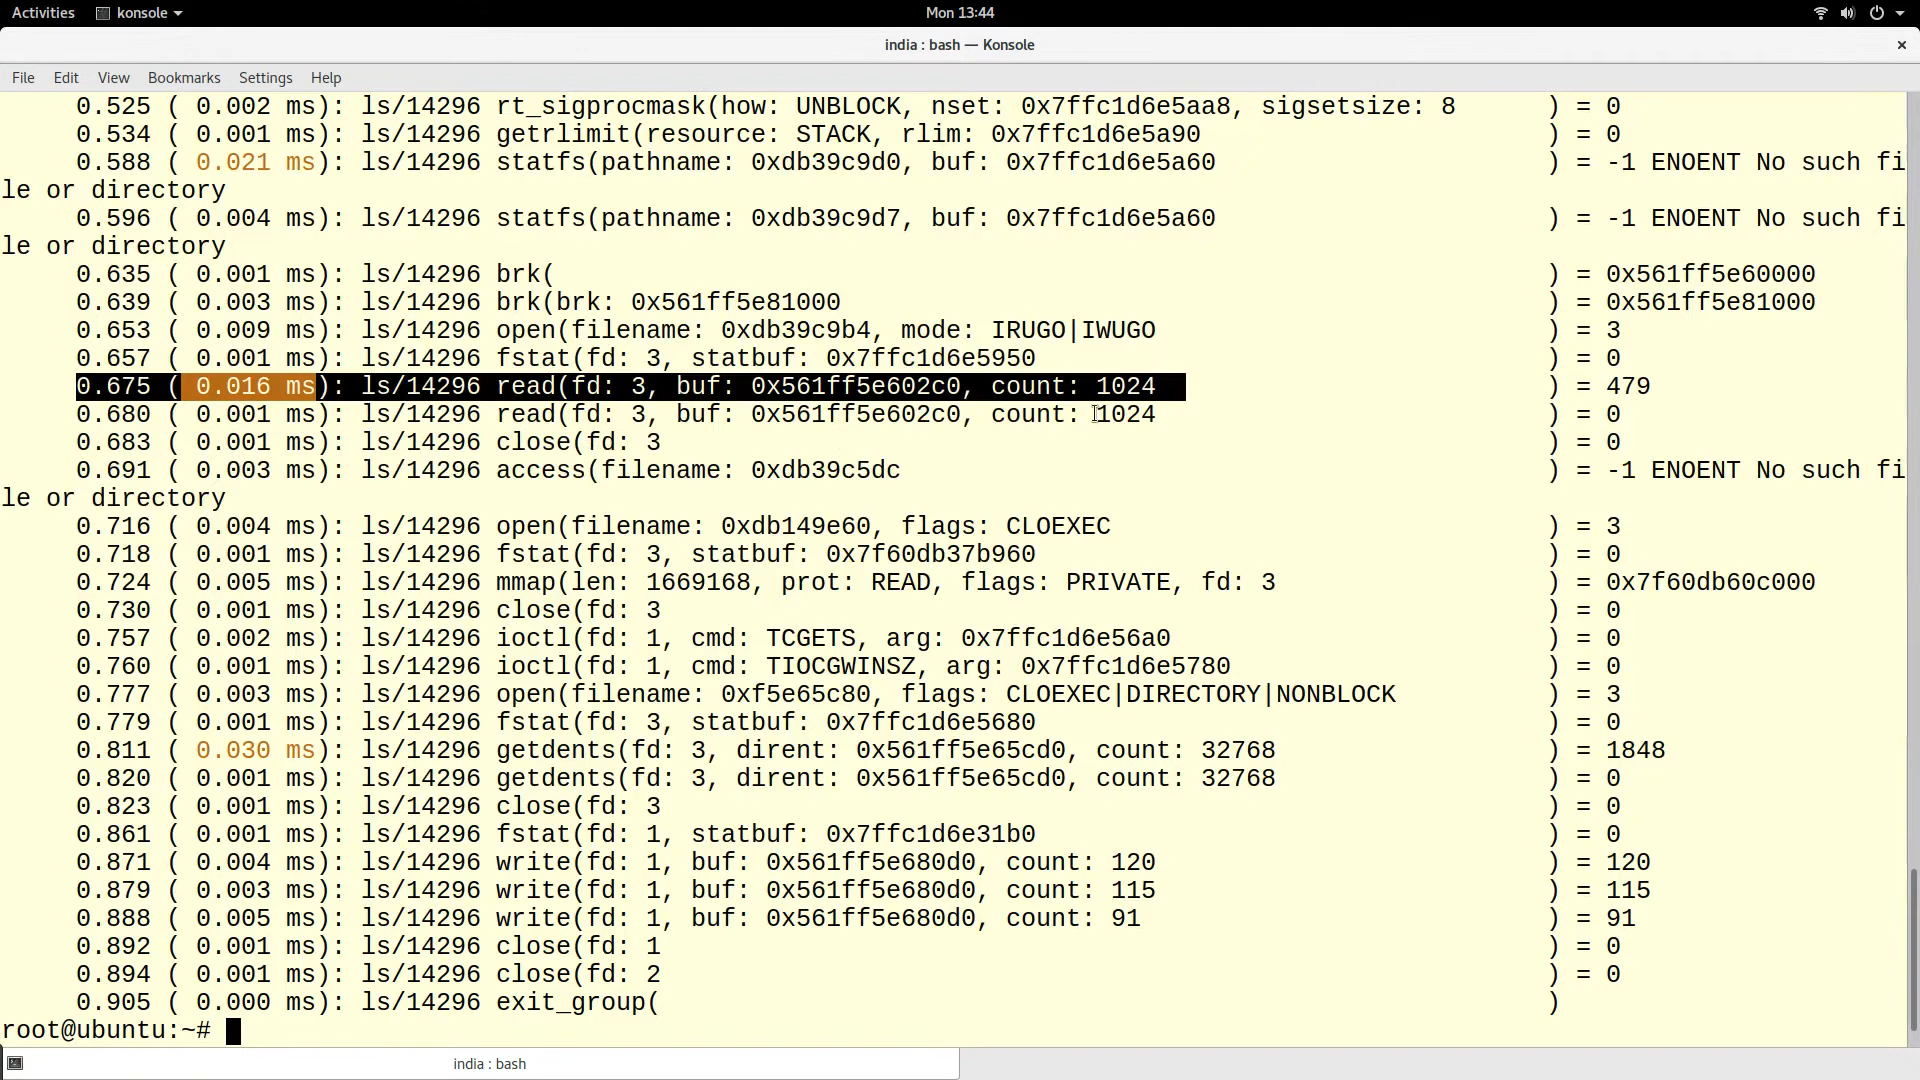 Activities konsole Mon 13:44
india : bash — Konsole
File Edit View Bookmarks Settings Help
0.525 ( 0.002 ms): ls/14296 rt_sigprocmask(how: UNBLOCK, nset: 0x7ffc1d6e5aa8, sigsetsize: 8 ) = 0
0.534 ( 0.001 ms): ls/14296 getrlimit(resource: STACK, rlim: 0x7ffc1d6e5a90 ) = 0
0.588 ( 0.021 ms): ls/14296 statfs(pathname: 0xdb39c9d0, buf: 0x7ffc1d6e5a60 ) = -1 ENOENT No such fi
le or directory
0.596 ( 0.004 ms): ls/14296 statfs(pathname: 0xdb39c9d7, buf: 0x7ffc1d6e5a60 ) = -1 ENOENT No such fi
le or directory
0.635 ( 0.001 ms): ls/14296 brk( ) = 0x561ff5e60000
0.639 ( 0.003 ms): ls/14296 brk(brk: 0x561ff5e81000 ) = 0x561ff5e81000
0.653 ( 0.009 ms): ls/14296 open(filename: 0xdb39c9b4, mode: IRUGO|IWUGO ) = 3
0.657 ( 0.001 ms): ls/14296 fstat(fd: 3, statbuf: 0x7ffc1d6e5950 ) = 0
0.675 ( 0.016 ms): ls/14296 read(fd: 3, buf: 0x561ff5e602c0, count: 1024 ) = 479
0.680 ( 0.001 ms): ls/14296 read(fd: 3, buf: 0x561ff5e602c0, count: 1024 ) = 0
0.683 ( 0.001 ms): ls/14296 close(fd: 3 ) = 0
0.691 ( 0.003 ms): ls/14296 access(filename: 0xdb39c5dc ) = -1 ENOENT No such fi
le or directory
0.716 ( 0.004 ms): ls/14296 open(filename: 0xdb149e60, flags: CLOEXEC ) = 3
0.718 ( 0.001 ms): ls/14296 fstat(fd: 3, statbuf: 0x7f60db37b960 ) = 0
0.724 ( 0.005 ms): ls/14296 mmap(len: 1669168, prot: READ, flags: PRIVATE, fd: 3 ) = 0x7f60db60c000
0.730 ( 0.001 ms): ls/14296 close(fd: 3 ) = 0
0.757 ( 0.002 ms): ls/14296 ioctl(fd: 1, cmd: TCGETS, arg: 0x7ffc1d6e56a0 ) = 0
0.760 ( 0.001 ms): ls/14296 ioctl(fd: 1, cmd: TIOCGWINSZ, arg: 0x7ffc1d6e5780 ) = 0
0.777 ( 0.003 ms): ls/14296 open(filename: 0xf5e65c80, flags: CLOEXEC|DIRECTORY|NONBLOCK ) = 3
0.779 ( 0.001 ms): ls/14296 fstat(fd: 3, statbuf: 0x7ffc1d6e5680 ) = 0
0.811 ( 0.030 ms): ls/14296 getdents(fd: 3, dirent: 0x561ff5e65cd0, count: 32768 ) = 1848
0.820 ( 0.001 ms): ls/14296 getdents(fd: 3, dirent: 0x561ff5e65cd0, count: 32768 ) = 0
0.823 ( 0.001 ms): ls/14296 close(fd: 3 ) = 0
0.861 ( 0.001 ms): ls/14296 fstat(fd: 1, statbuf: 0x7ffc1d6e31b0 ) = 0
0.871 ( 0.004 ms): ls/14296 write(fd: 1, buf: 0x561ff5e680d0, count: 120 ) = 120
0.879 ( 0.003 ms): ls/14296 write(fd: 1, buf: 0x561ff5e680d0, count: 115 ) = 115
0.888 ( 0.005 ms): ls/14296 write(fd: 1, buf: 0x561ff5e680d0, count: 91 ) = 91
0.892 ( 0.001 ms): ls/14296 close(fd: 1 ) = 0
0.894 ( 0.001 ms): ls/14296 close(fd: 2 ) = 0
0.905 ( 0.000 ms): ls/14296 exit_group( )
root@ubuntu:~#
india : bash